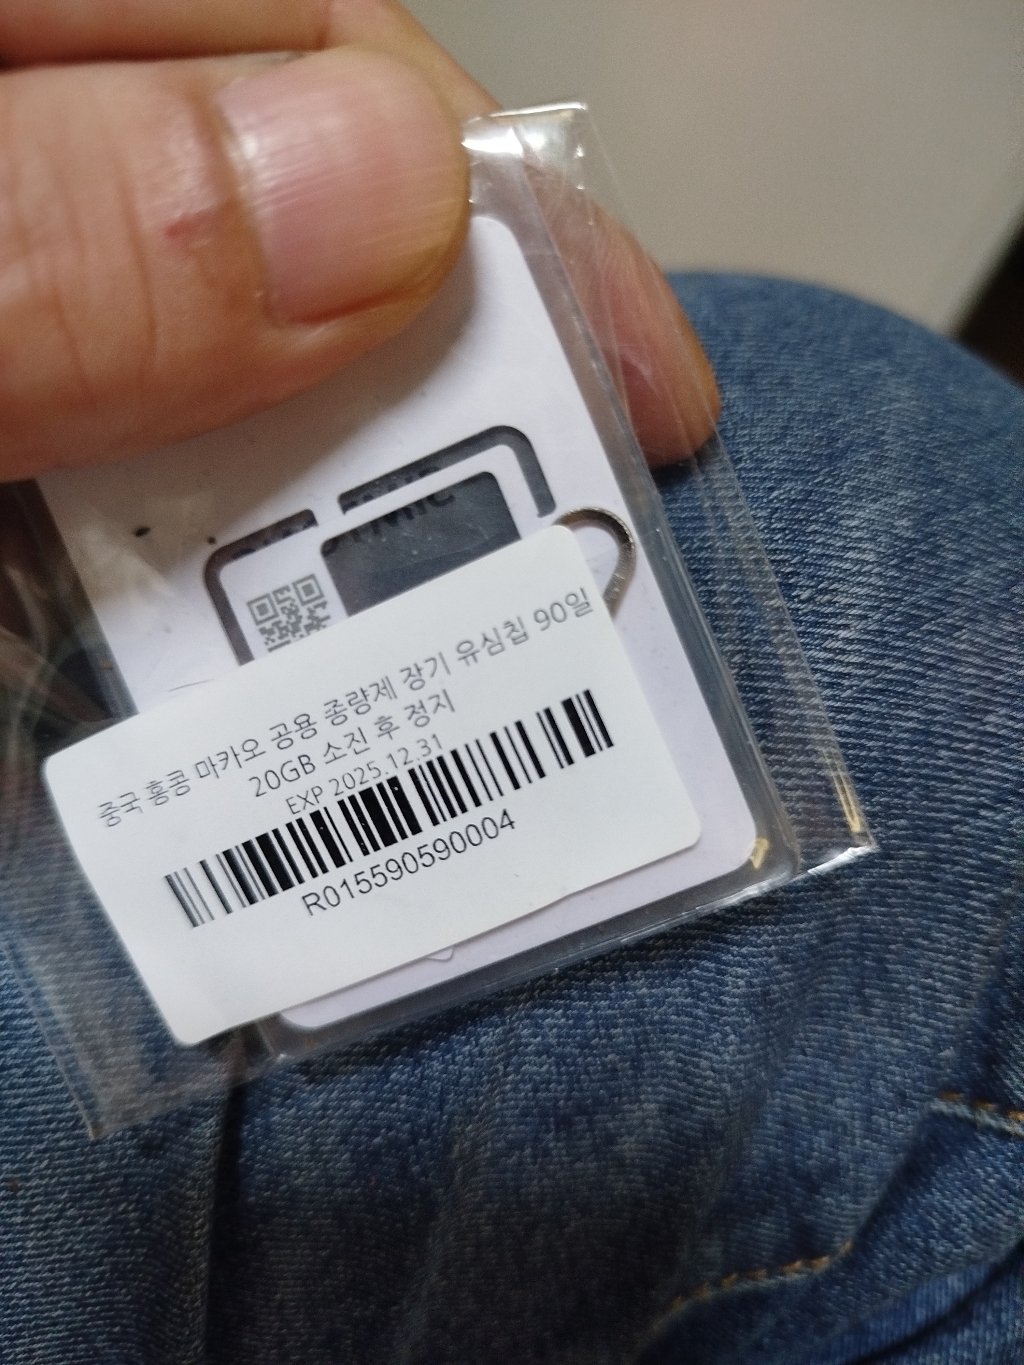 중국 홍콩 마카오 공용 종량제 장기 유심칩 90일
20GB 소진 후 정지
EXP 2025.12.31
R015590590004